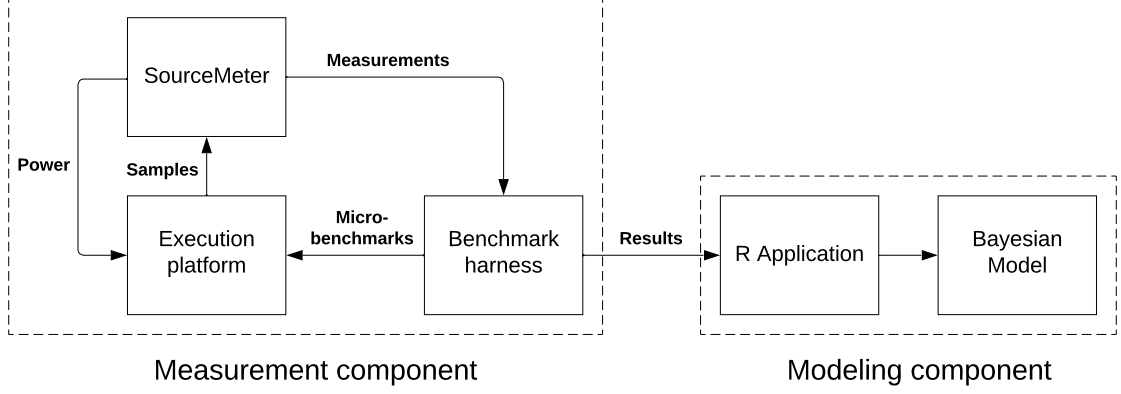 SourceMeter
Measurements
Power
Samples
Execution
platform
Micro-
benchmarks
Benchmark
harness
Results
R Application
Bayesian
Model
Measurement component
Modeling component